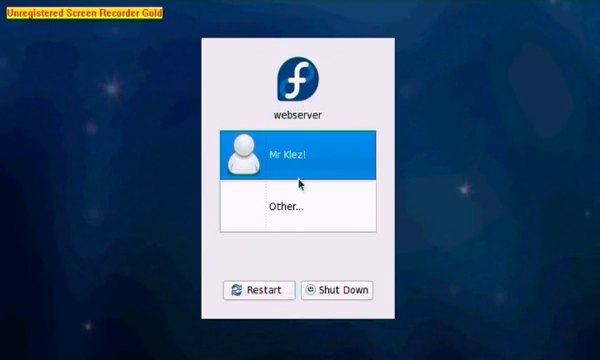 Unregistered Screen Recorder Gold
webserver
Mr Klez!
Other...
Restart
Shut Down